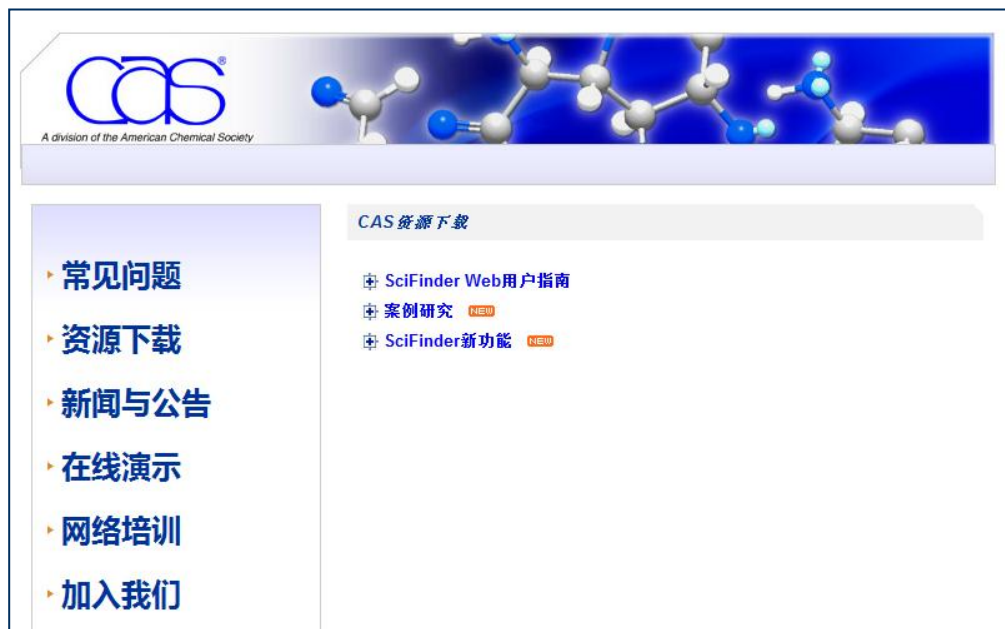 cas®
A division of the American Chemical Society
CAS资源下载
常见问题
资源下载
新闻与公告
在线演示
网络培训
加入我们
SciFinder Web用户指南
案例研究 NEW
SciFinder新功能 NEW